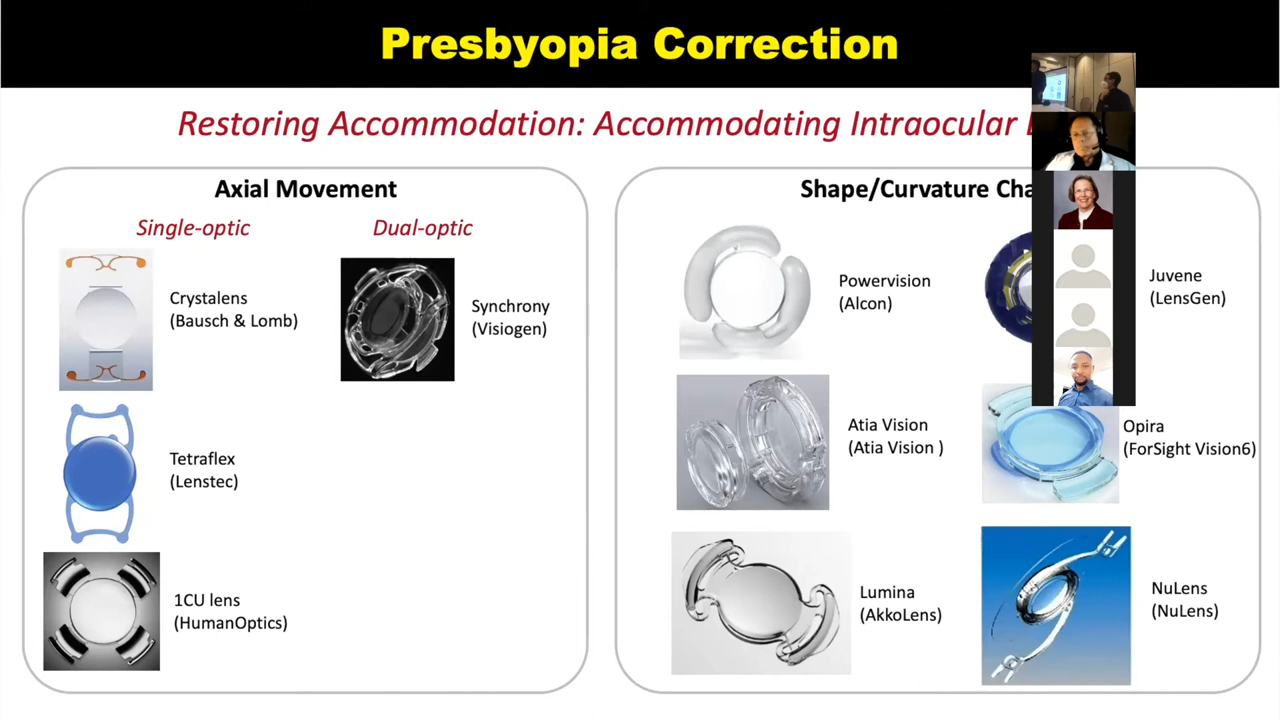 Presbyopia Correction
Restoring Accommodation: Accommodating Intraocular
Axial Movement
Single-optic
Dual-optic
Crystalens
(Bausch & Lomb)
Synchrony
(Visiogen)
Tetraflex
(Lenstec)
1CU lens
(HumanOptics)
Shape/Curvature
Powervision
(Alcon)
Juvene
(LensGen)
Atia Vision
(Atia Vision )
Opira
(ForSight Vision6)
Lumina
(AkkoLens)
NuLens
(NuLens)